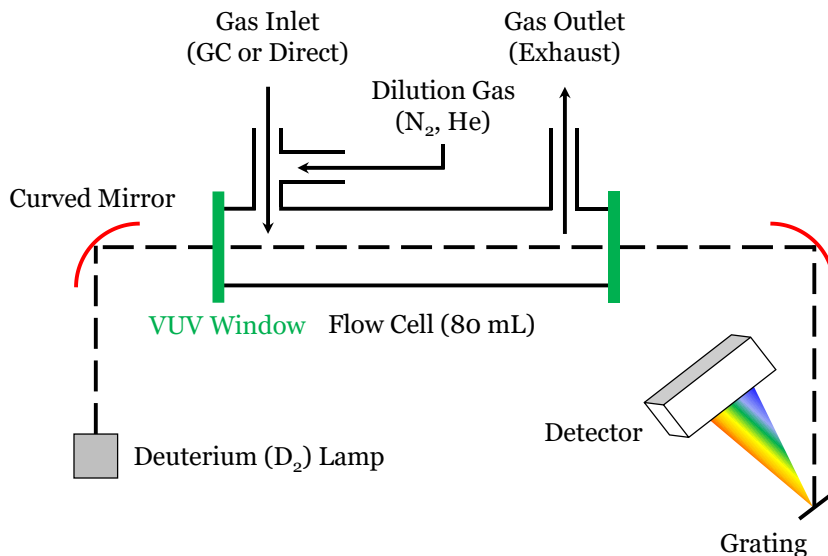 Gas Inlet
(GC or Direct)
Gas Outlet
(Exhaust)
Dilution Gas
(N₂, He)
Curved Mirror
VUV Window
Flow Cell (80 mL)
Detector
Deuterium (D₂) Lamp
Grating